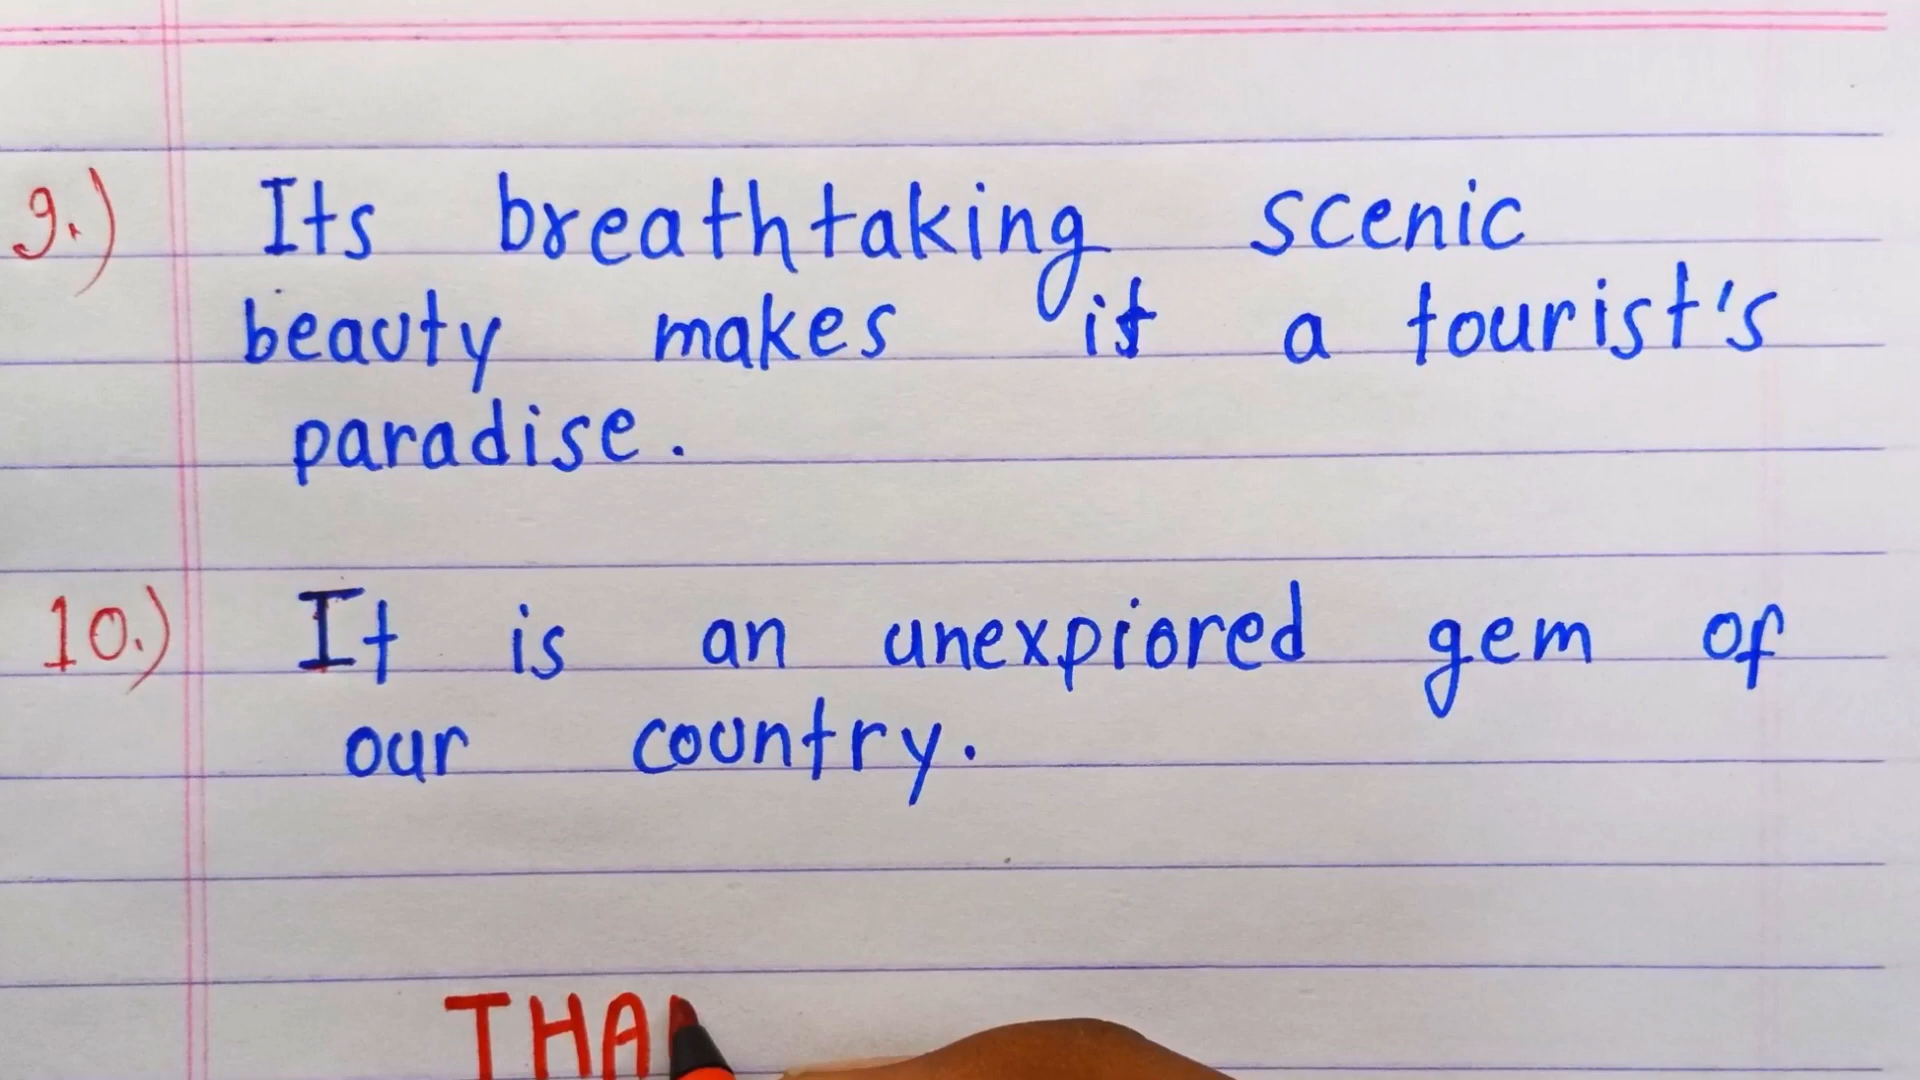 9.) Its breathtaking scenic
beauty makes it a tourist's
paradise.
10.) It is an unexpiored gem of
our country.
THA